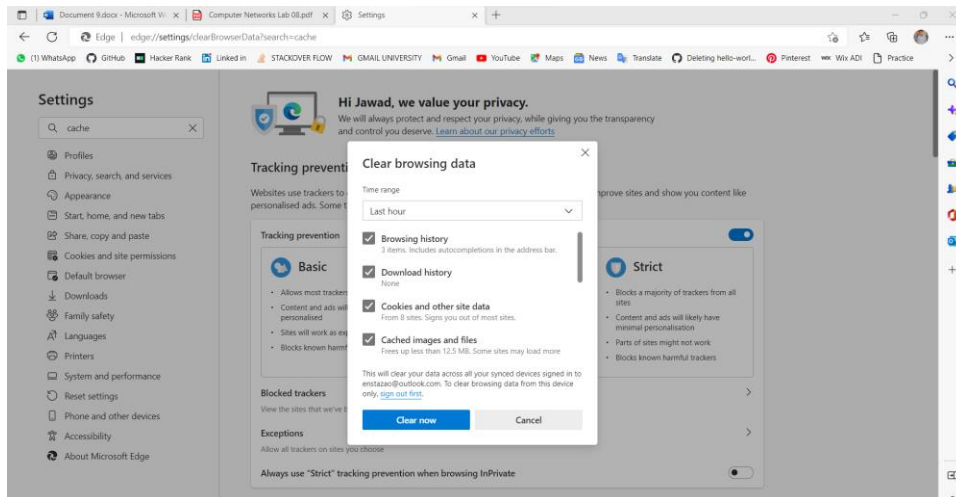 Document 9.docx - Microsoft W
Computer Networks Lab 08.pdf
Settings
Edge
edge://settings/clearBrowserData?search=cache
(1) WhatsApp
GitHub
Hacker Rank
Linked in
STACKOVER FLOW
GMAIL UNIVERSITY
Gmail
YouTube
Maps
News
Translate
Deleting hello-worl...
Pinterest
Wix ADI
Practice
Settings
cache
Profiles
Privacy, search, and services
Appearance
Start, home, and new tabs
Share, copy and paste
Cookies and site permissions
Default browser
Downloads
Family safety
Languages
Printers
System and performance
Reset settings
Phone and other devices
Accessibility
About Microsoft Edge
Hi Jawad, we value your privacy.
We will always protect and respect your privacy, while giving you the transparency
and control you deserve. Learn about our privacy efforts
Tracking preventi
Websites use trackers to
prove sites and show you content like
personalised ads. Some t
Tracking prevention
Basic
Allows most trackers
Content and ads wil
personalised
Sites will work as exp
Blocks known harmf
Strict
Blocks a majority of trackers from all
sites
Content and ads will likely have
minimal personalisation
Parts of sites might not work
Blocks known harmful trackers
Blocked trackers
View the sites that we've b
Exceptions
Allow all trackers on sites you choose
Always use "Strict" tracking prevention when browsing InPrivate
Clear browsing data
Time range
Last hour
Browsing history
3 items. Includes autocompletions in the address bar.
Download history
None
Cookies and other site data
From 8 sites. Signs you out of most sites.
Cached images and files
Frees up less than 12.5 MB. Some sites may load more
This will clear your data across all your synced devices signed in to
enstazao@outlook.com. To clear browsing data from this device
only, sign out first.
Clear now
Cancel